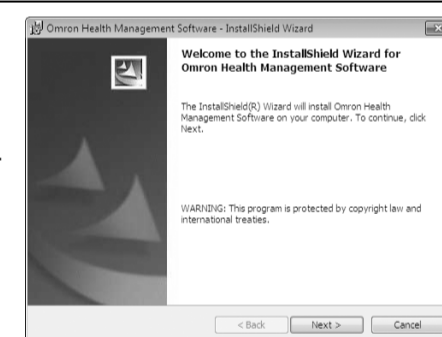 Omron Health Management Software - InstallShield Wizard
Welcome to the InstallShield Wizard for
Omron Health Management Software
The InstallShield(R) Wizard will install Omron Health
Management Software on your computer. To continue, click
Next.
WARNING: This program is protected by copyright law and
international treaties.
< Back
Next >
Cancel